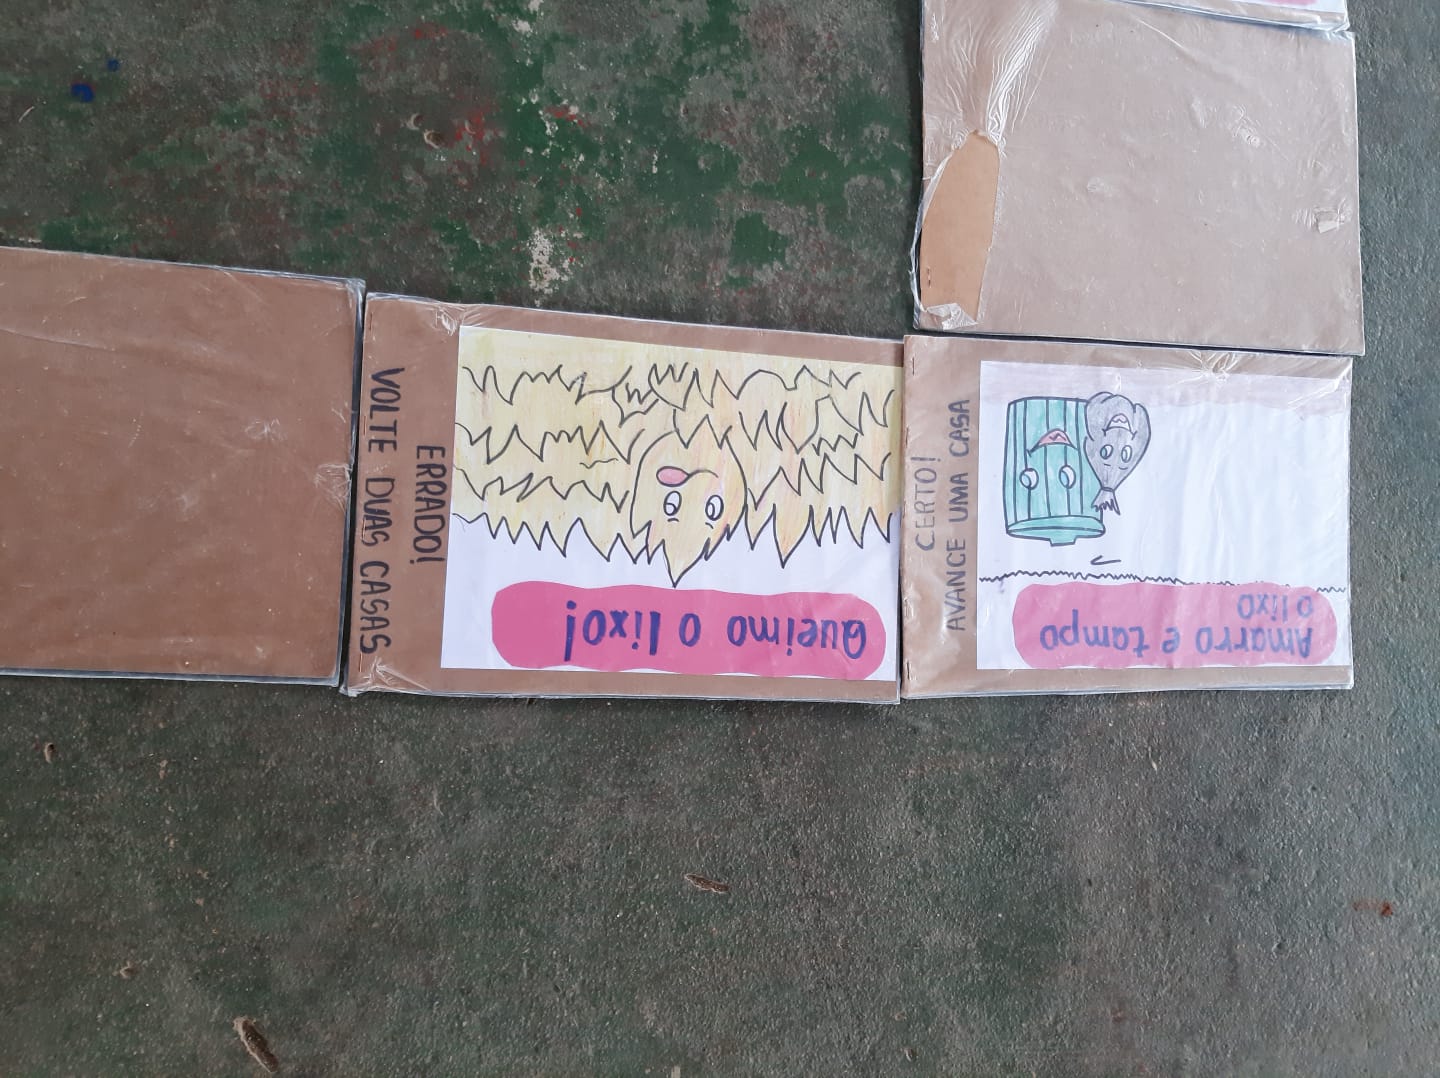 VOLTE DUAS CASAS
ERRADO!
Queimo o lixo!
CERTO!
AVANCE UMA CASA
Amarro e tampo
o lixo